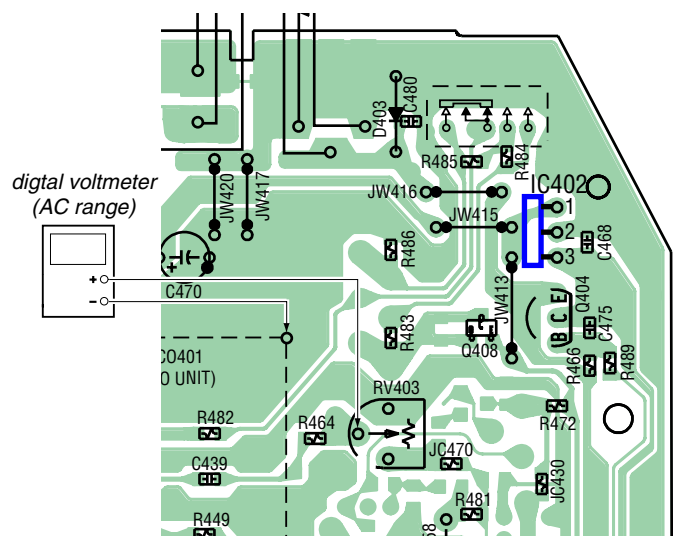 C480
D403
R485
R484
IC402
digtal voltmeter
(AC range)
JW420
JW417
JW416
JW415
1
2
3
C468
R486
+
C470
+
–
JW413
B C E
Q404
C475
R483
Q408
R466
R489
CO401
O UNIT)
RV403
R482
R464
R472
JC470
C439
JC430
R481
R449
68